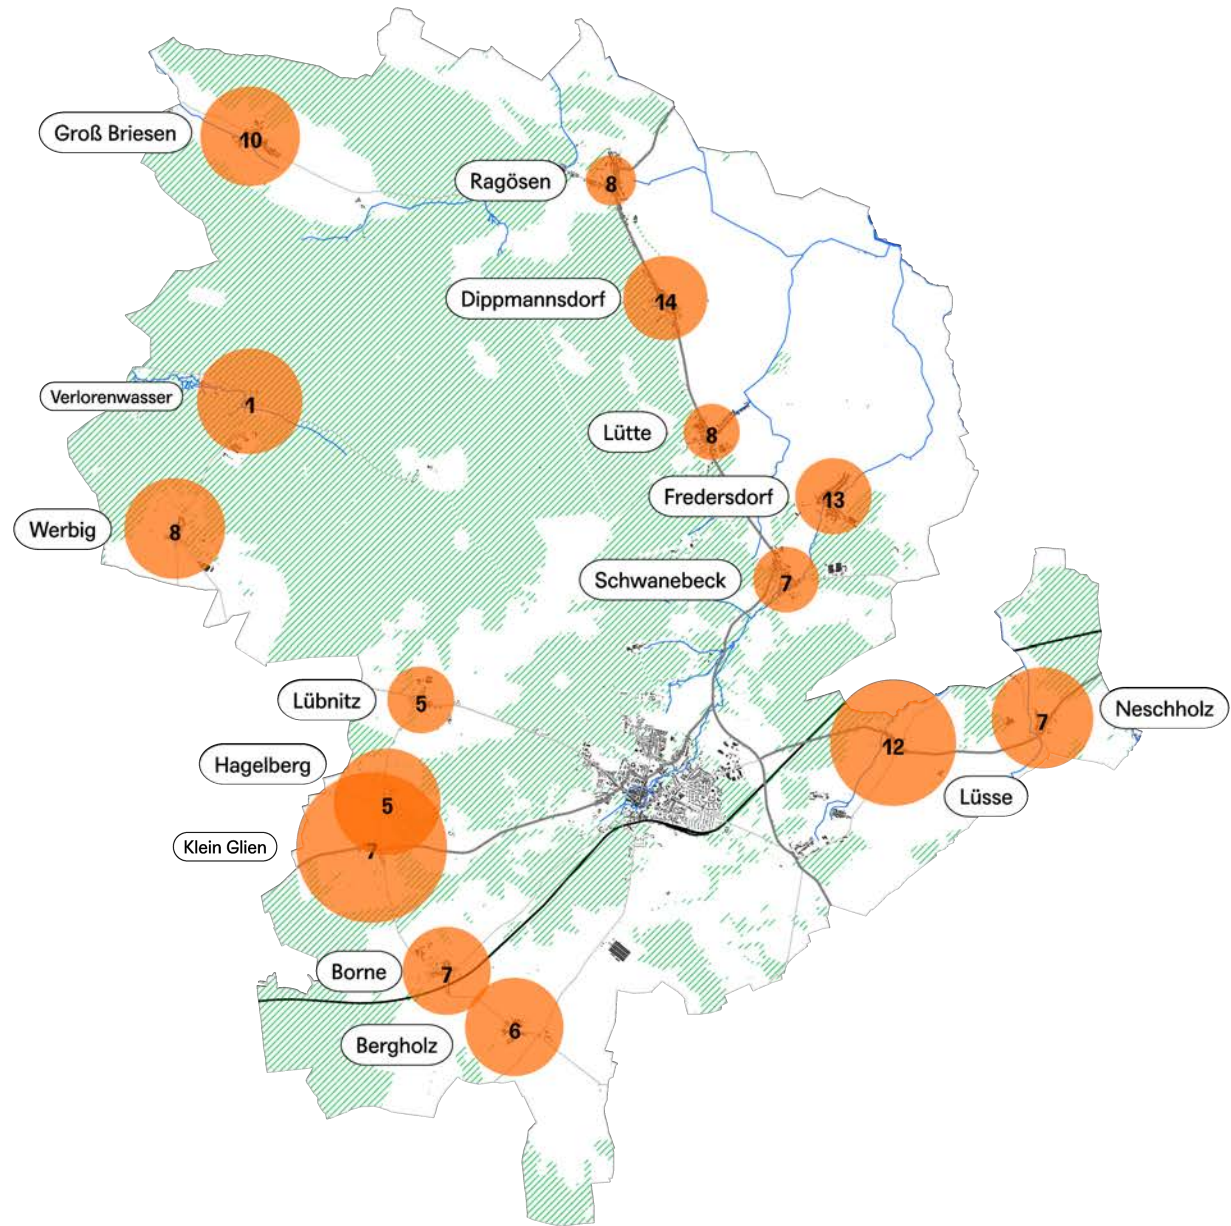 Groß Briesen
10
Ragösen
8
Dippmannsdorf
14
Verlorenwasser
1
Lütte
8
Fredersdorf
13
Werbig
8
Schwanebeck
7
Lübnitz
5
Neschholz
7
12
Lüsse
Hagelberg
5
Klein Glien
7
Borne
7
Bergholz
6